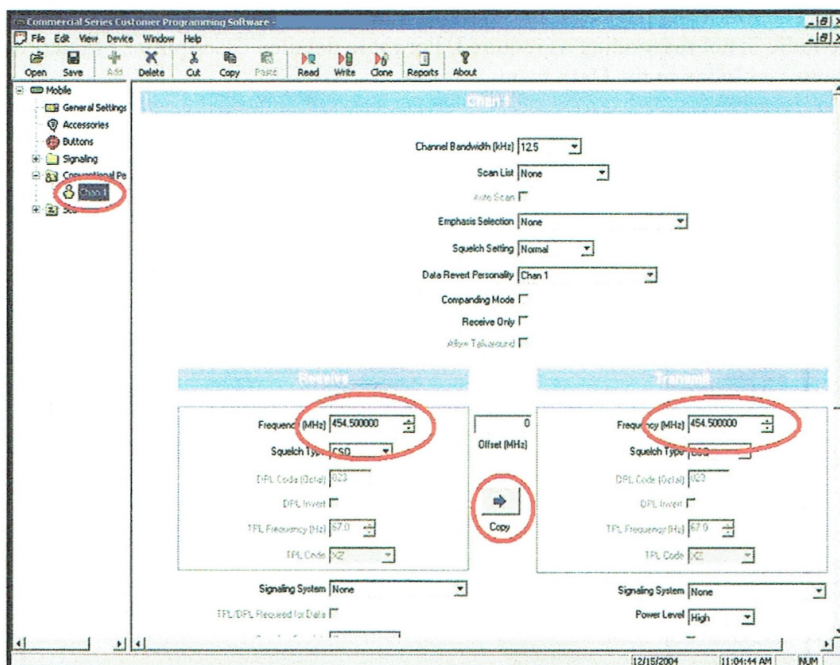 Commercial Series Customer Programming Software -
File Edit View Device Window Help
Open Save Add Delete Cut Copy Paste Read Write Clone Reports About
Mobile
General Settings
Accessories
Buttons
Signaling
Conventional Pe
Chan 1
Chan 1
Channel Bandwidth (kHz) 12.5
Scan List None
Auto Scan
Emphasis Selection None
Squelch Setting Normal
Data Revert Personality Chan 1
Companding Mode
Receive Only
Allow Talkaround
Receive
Transmit
Frequency (MHz) 454.500000
Squelch Type CSQ
DPL Code (Octal) 023
DPL Invert
TPL Frequency (Hz) 67.0
TPL Code XZ
Signaling System None
TPL/DPL Required for Data
0
Offset (MHz)
Copy
Frequency (MHz) 454.500000
Squelch Type CSQ
DPL Code (Octal) 023
DPL Invert
TPL Frequency (Hz) 67.0
TPL Code XZ
Signaling System None
Power Level High
12/15/2004 11:04:44 AM NUM